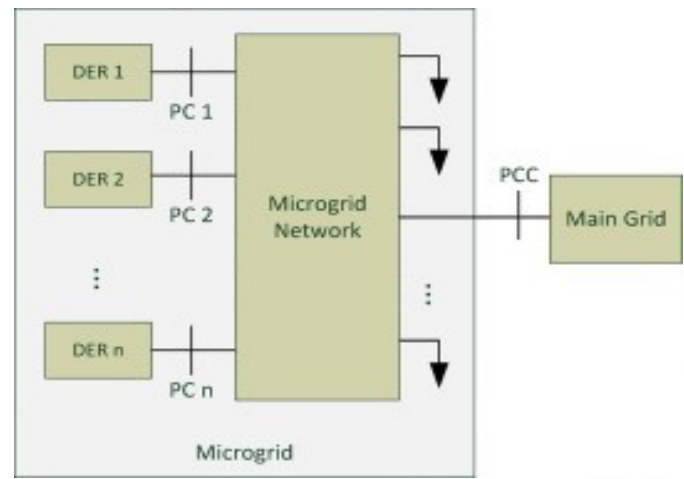 DER 1
PC 1
DER 2
PC 2
⋮
DER n
PC n
Microgrid
Network
⋮
PCC
Main Grid
Microgrid